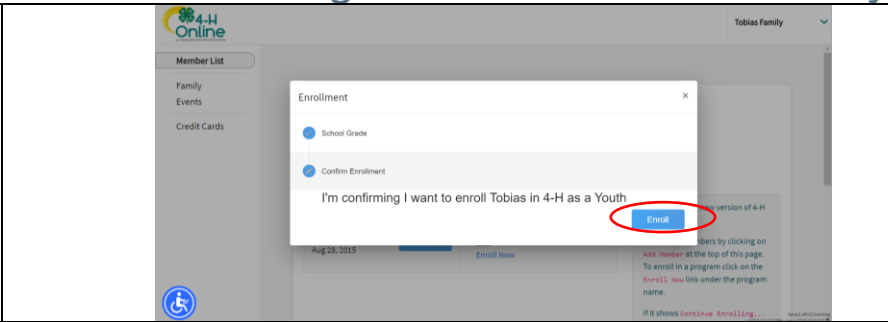 4-H
Online
Tobias Family
Member List
Family
Events
Credit Cards
Enrollment
×
School Grade
Confirm Enrollment
I'm confirming I want to enroll Tobias in 4-H as a Youth
Enroll
new version of 4-H
Aug 28, 2015
Enroll Now
by clicking on
Add Member at the top of this page.
To enroll in a program click on the
Enroll Now link under the program
name.
If it shows Continue Enrolling...